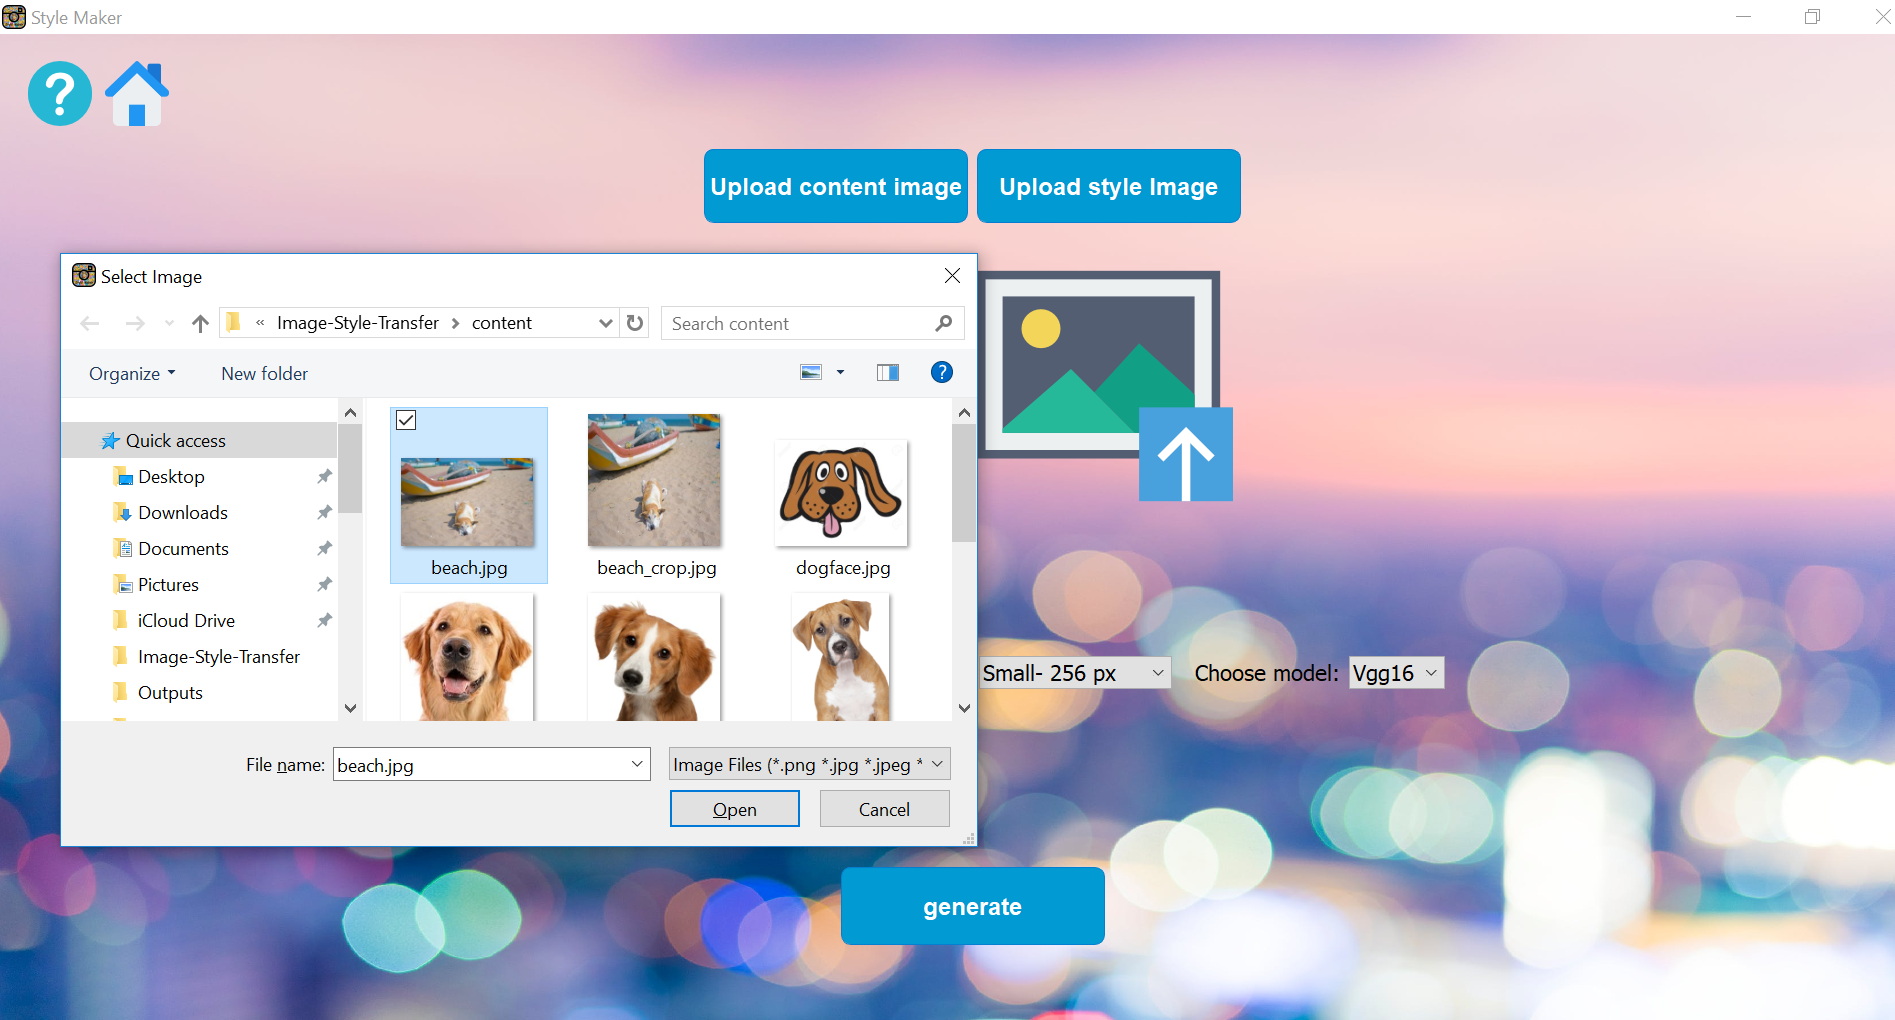 Style Maker
Upload content image
Upload style Image
Select Image
« Image-Style-Transfer > content
Search content
Organize
New folder
Quick access
Desktop
Downloads
Documents
Pictures
iCloud Drive
Image-Style-Transfer
Outputs
beach.jpg
beach_crop.jpg
dogface.jpg
File name: beach.jpg
Image Files (*.png *.jpg *.jpeg *
Open
Cancel
Small- 256 px
Choose model: Vgg16
generate